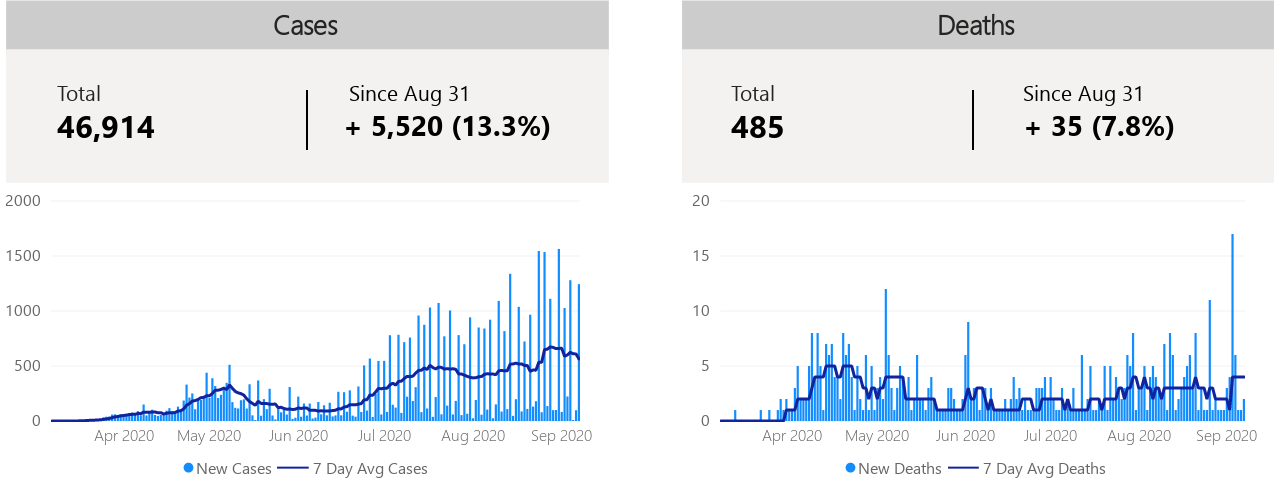 Cases
Total
Since Aug 31
46,914
+ 5,520 (13.3%)
2000
1500
1000
500
0
Apr 2020 May 2020 Jun 2020 Jul 2020 Aug 2020 Sep 2020
New Cases 7 Day Avg Cases
Deaths
Total
Since Aug 31
485
+ 35 (7.8%)
20
15
10
5
0
Apr 2020 May 2020 Jun 2020 Jul 2020 Aug 2020 Sep 2020
New Deaths 7 Day Avg Deaths